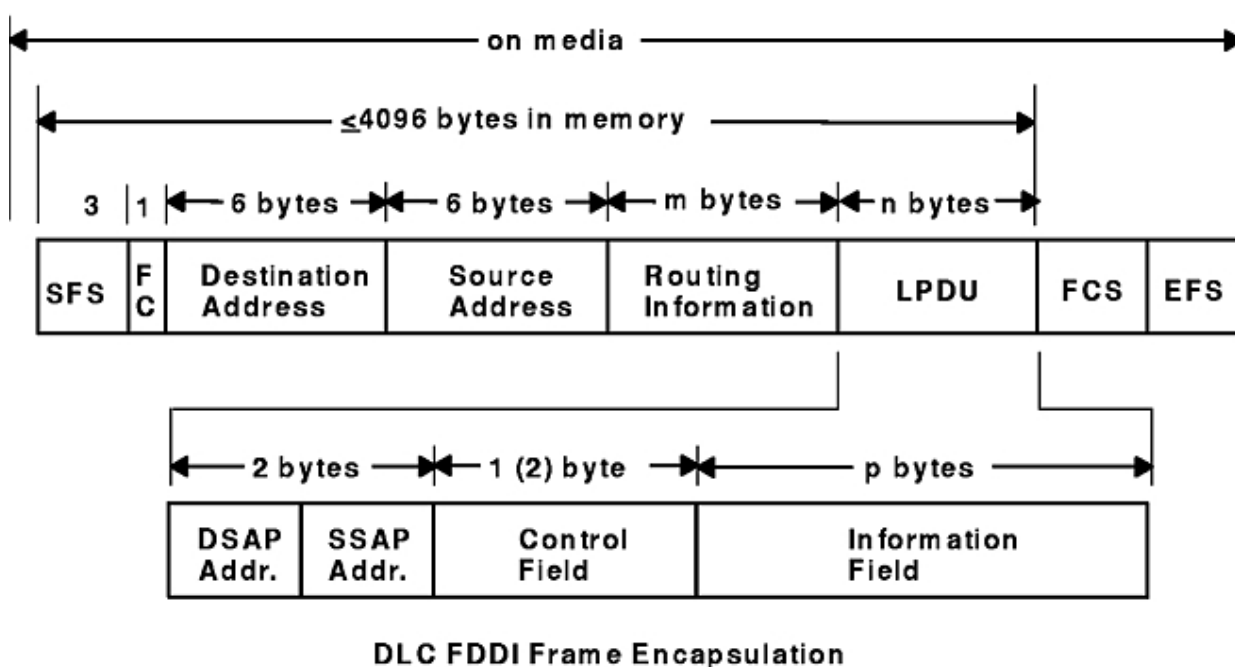 on media
≤4096 bytes in memory
3 1 6 bytes 6 bytes m bytes n bytes
SFS FC Destination Address Source Address Routing Information LPDU FCS EFS
2 bytes 1 (2) byte p bytes
DSAP Addr. SSAP Addr. Control Field Information Field
DLC FDDI Frame Encapsulation